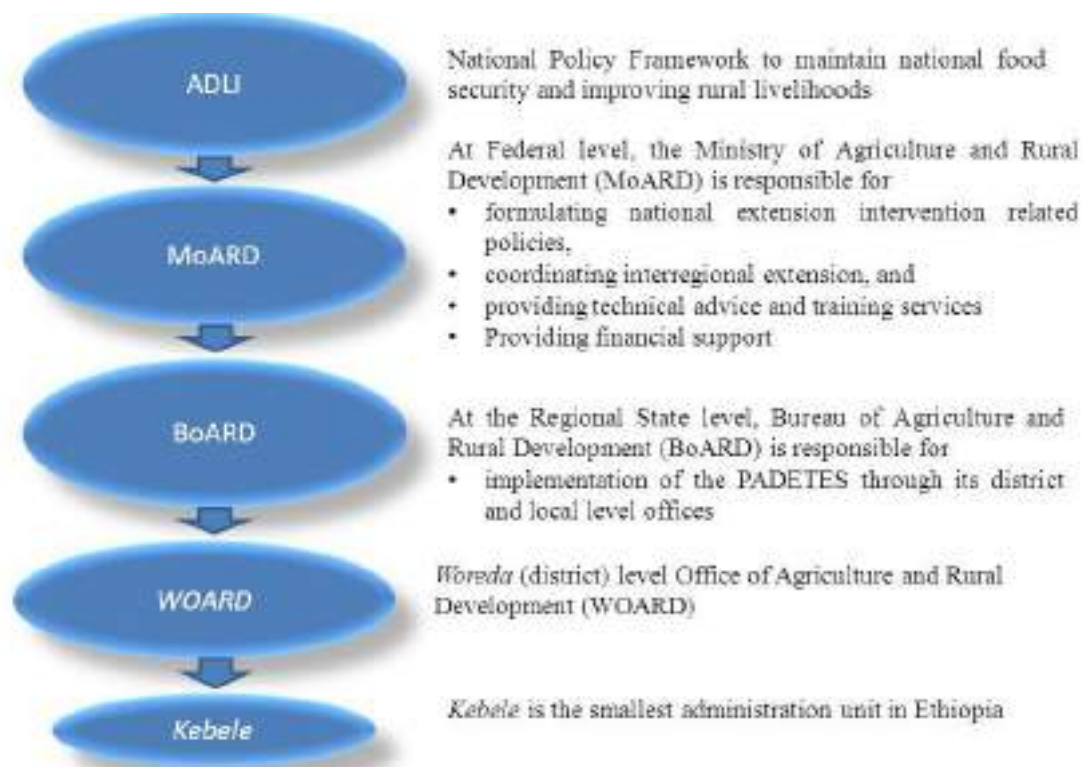 ADLI
National Policy Framework to maintain national food
security and improving rural livelihoods
MoARD
At Federal level, the Ministry of Agriculture and Rural
Development (MoARD) is responsible for
• formulating national extension intervention related
policies,
• coordinating interregional extension, and
• providing technical advice and training services
• Providing financial support
BoARD
At the Regional State level, Bureau of Agriculture and
Rural Development (BoARD) is responsible for
• implementation of the PADETES through its district
and local level offices
WOARD
Woreda (district) level Office of Agriculture and Rural
Development (WOARD)
Kebele
Kebele is the smallest administration unit in Ethiopia